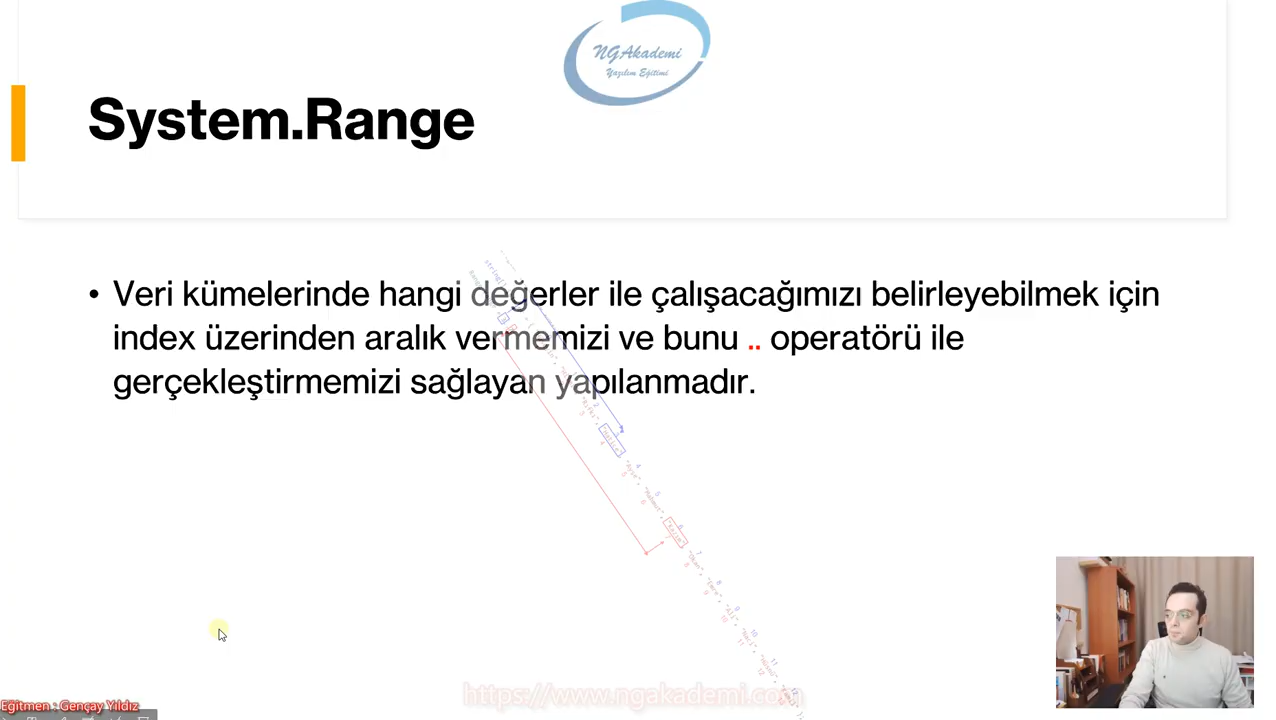 NGAkademi
Yazılım Eğitimi
System.Range
• Veri kümelerinde hangi değerler ile çalışacağımızı belirleyebilmek için
index üzerinden aralık vermemizi ve bunu .. operatörü ile
gerçekleştirmemizi sağlayan yapılanmadır.
https://www.ngakademi.com
Eğitmen : Gençay Yıldız